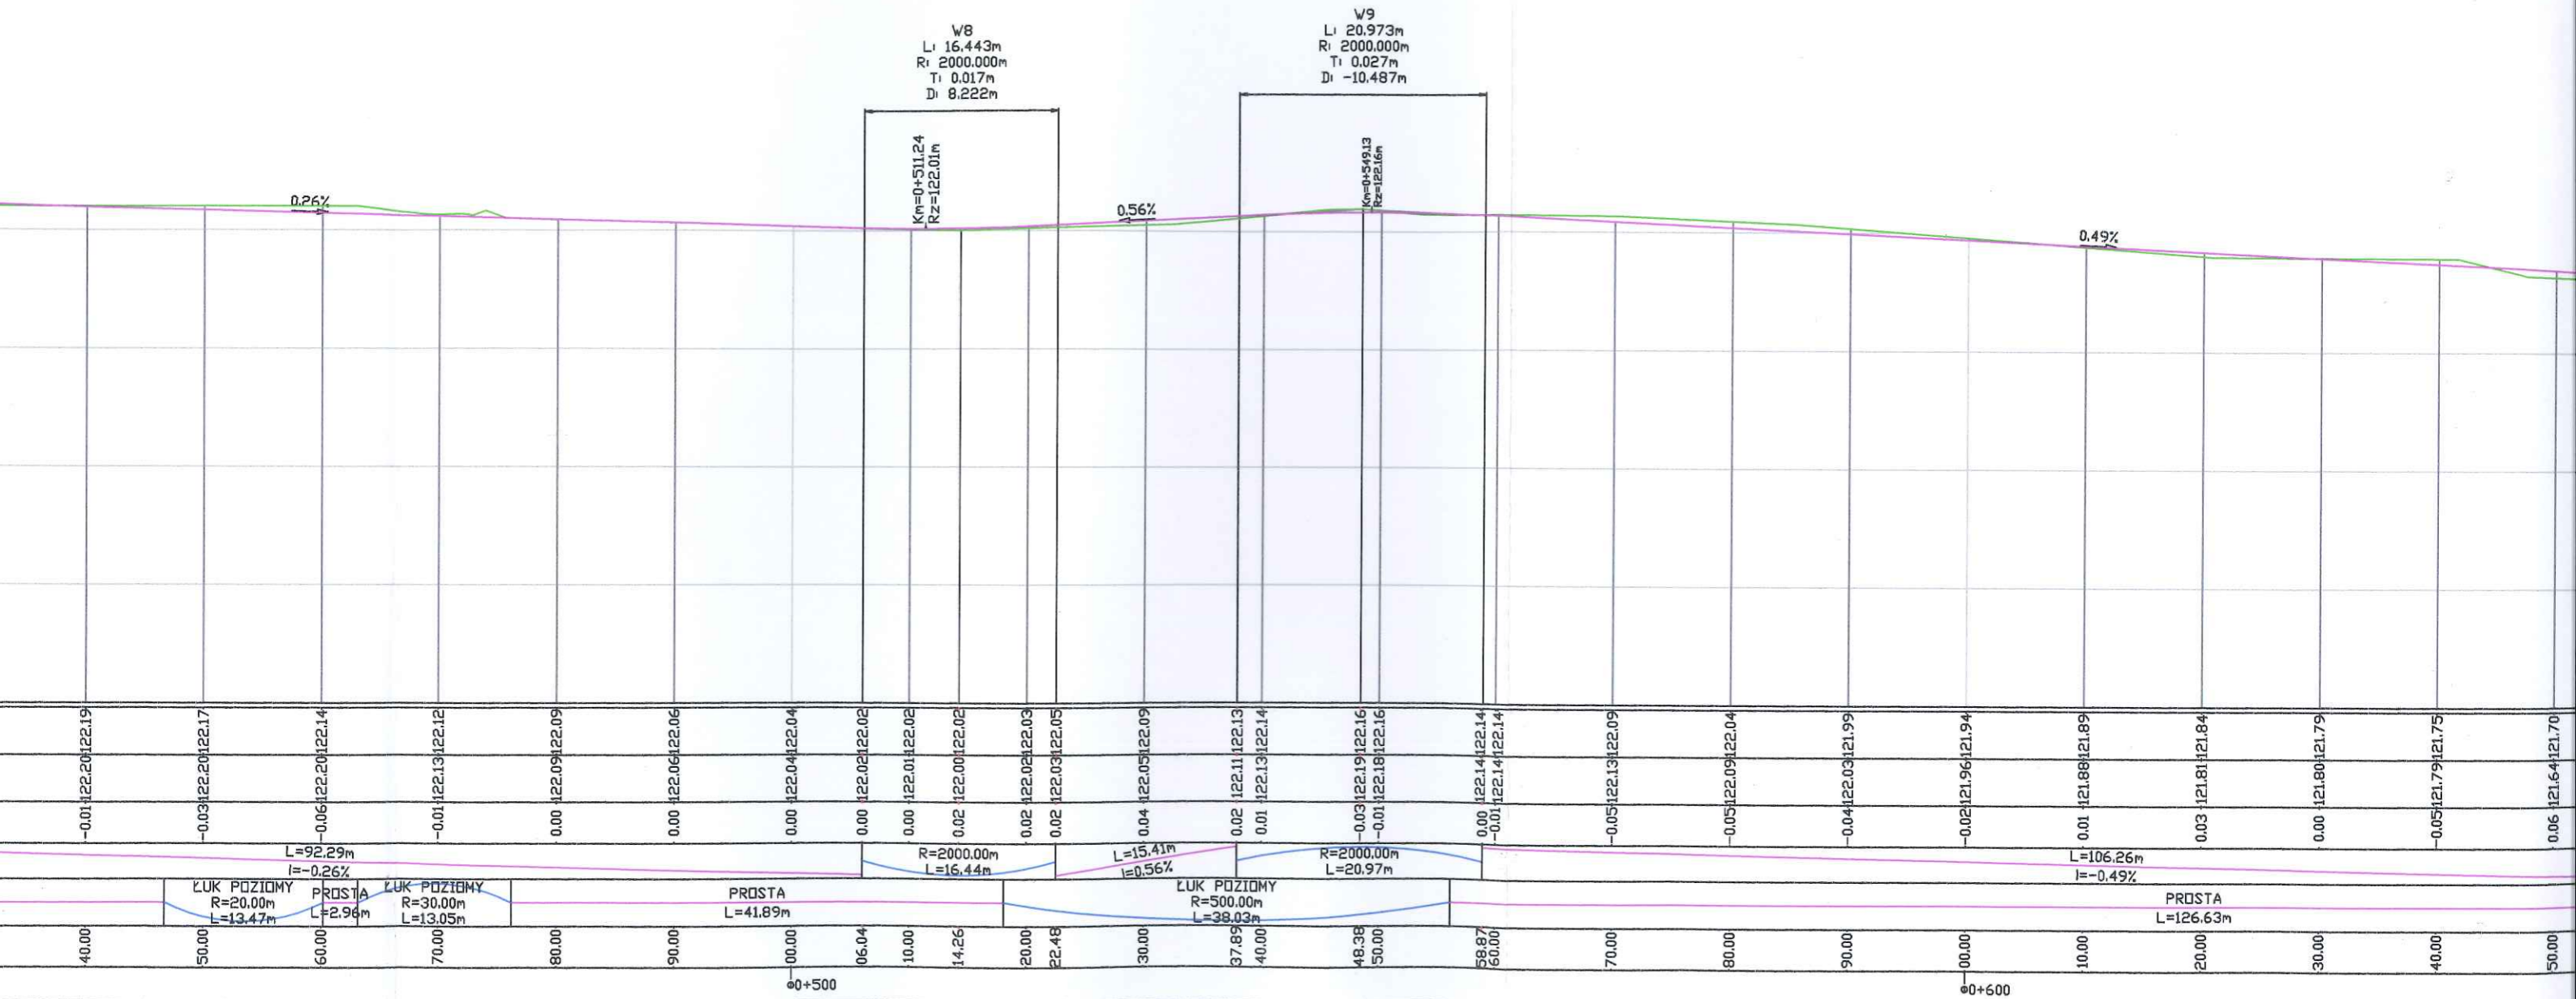 W8
L: 16.443m
R: 2000.000m
T: 0.017m
D: 8.222m
W9
L: 20.973m
R: 2000.000m
T: 0.027m
D: -10.487m
Km=0+511.24
Rz=122.01m
Km=0+549.13
Rz=122.16m
0.26%
0.56%
0.49%
122.19 122.17 122.14 122.12 122.09 122.06 122.04 122.02 122.02 122.02 122.03 122.05 122.09 122.13 122.14 122.16 122.16 122.14 122.14 122.09 122.04 121.99 121.94 121.89 121.84 121.79 121.75 121.70
122.20 122.20 122.20 122.13 122.09 122.06 122.04 122.02 122.01 122.00 122.02 122.03 122.05 122.11 122.13 122.19 122.18 122.14 122.14 122.13 122.09 122.03 121.96 121.88 121.81 121.80 121.79 121.64
-0.01 -0.03 -0.06 -0.01 0.00 0.00 0.00 0.00 0.00 0.02 0.02 0.02 0.04 0.02 0.01 -0.03 -0.01 0.00 -0.01 -0.05 -0.05 -0.04 -0.02 0.01 0.03 0.00 -0.05 0.06
L=92.29m
i=-0.26%
R=2000.00m
L=16.44m
L=15.41m
i=0.56%
R=2000.00m
L=20.97m
L=106.26m
i=-0.49%
ŁUK POZIOMY
R=20.00m
L=13.47m
PROSTA
L=2.96m
ŁUK POZIOMY
R=30.00m
L=13.05m
PROSTA
L=41.89m
ŁUK POZIOMY
R=500.00m
L=38.03m
PROSTA
L=126.63m
40.00 50.00 60.00 70.00 80.00 90.00 00.00 06.04 10.00 14.26 20.00 22.48 30.00 37.89 40.00 48.38 50.00 58.87 60.00 70.00 80.00 90.00 00.00 10.00 20.00 30.00 40.00 50.00
0+500
0+600